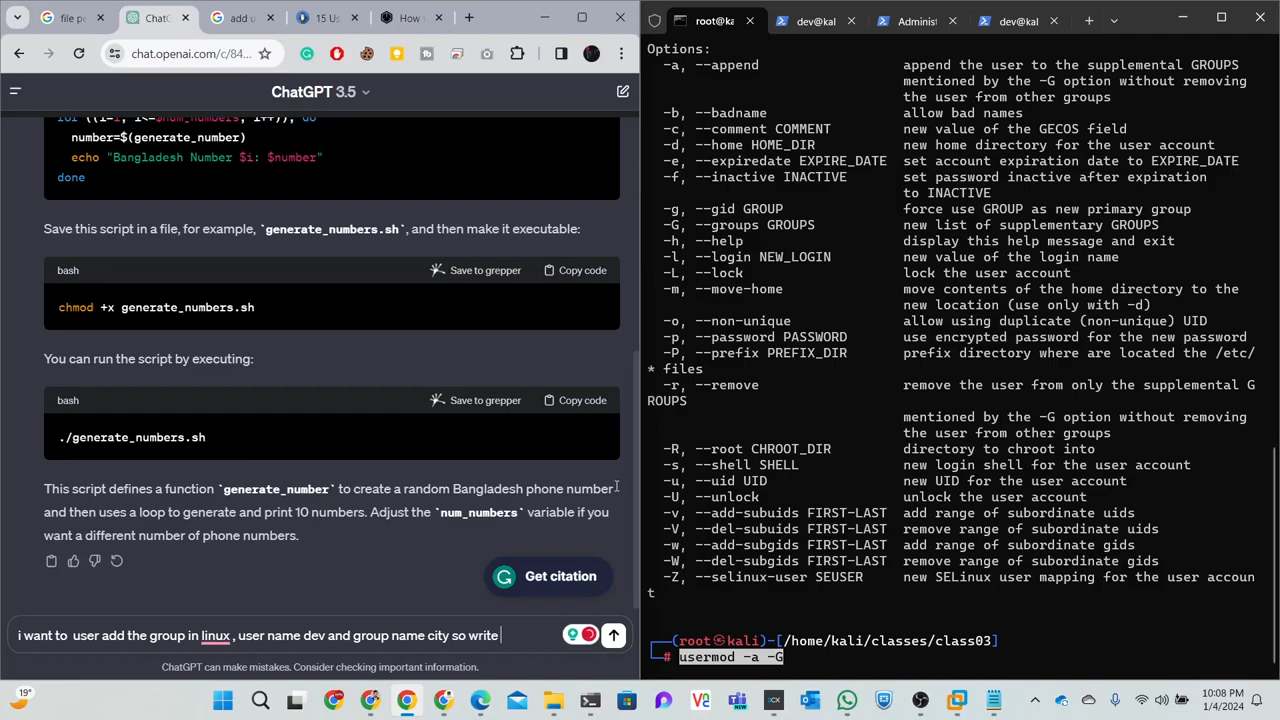 file pe
ChatC
add u
15 Us
How t
chat.openai.com/c/84...
ChatGPT 3.5
for ((i=1; i<=$num_numbers; i++)); do
number=$(generate_number)
echo "Bangladesh Number $i: $number"
done
Save this script in a file, for example, `generate_numbers.sh`, and then make it executable:
bash
Save to grepper
Copy code
chmod +x generate_numbers.sh
You can run the script by executing:
bash
Save to grepper
Copy code
./generate_numbers.sh
This script defines a function `generate_number` to create a random Bangladesh phone number
and then uses a loop to generate and print 10 numbers. Adjust the `num_numbers` variable if you
want a different number of phone numbers.
Get citation
i want to  user add the group in linux , user name dev and group name city so write
ChatGPT can make mistakes. Consider checking important information.
root@ka
dev@kal
Administ
dev@kal
Options:
-a, --append                  append the user to the supplemental GROUPS
mentioned by the -G option without removing
the user from other groups
-b, --badname                 allow bad names
-c, --comment COMMENT         new value of the GECOS field
-d, --home HOME_DIR           new home directory for the user account
-e, --expiredate EXPIRE_DATE  set account expiration date to EXPIRE_DATE
-f, --inactive INACTIVE       set password inactive after expiration
to INACTIVE
-g, --gid GROUP               force use GROUP as new primary group
-G, --groups GROUPS           new list of supplementary GROUPS
-h, --help                    display this help message and exit
-l, --login NEW_LOGIN         new value of the login name
-L, --lock                    lock the user account
-m, --move-home               move contents of the home directory to the
new location (use only with -d)
-o, --non-unique              allow using duplicate (non-unique) UID
-p, --password PASSWORD       use encrypted password for the new password
-P, --prefix PREFIX_DIR       prefix directory where are located the /etc/
* files
-r, --remove                  remove the user from only the supplemental G
ROUPS
mentioned by the -G option without removing
the user from other groups
-R, --root CHROOT_DIR         directory to chroot into
-s, --shell SHELL             new login shell for the user account
-u, --uid UID                 new UID for the user account
-U, --unlock                  unlock the user account
-v, --add-subuids FIRST-LAST  add range of subordinate uids
-V, --del-subuids FIRST-LAST  remove range of subordinate uids
-w, --add-subgids FIRST-LAST  add range of subordinate gids
-W, --del-subgids FIRST-LAST  remove range of subordinate gids
-Z, --selinux-user SEUSER     new SELinux user mapping for the user accoun
t
(root㉿kali)-[/home/kali/classes/class03]
# usermod -a -G
19°
10:08 PM
1/4/2024